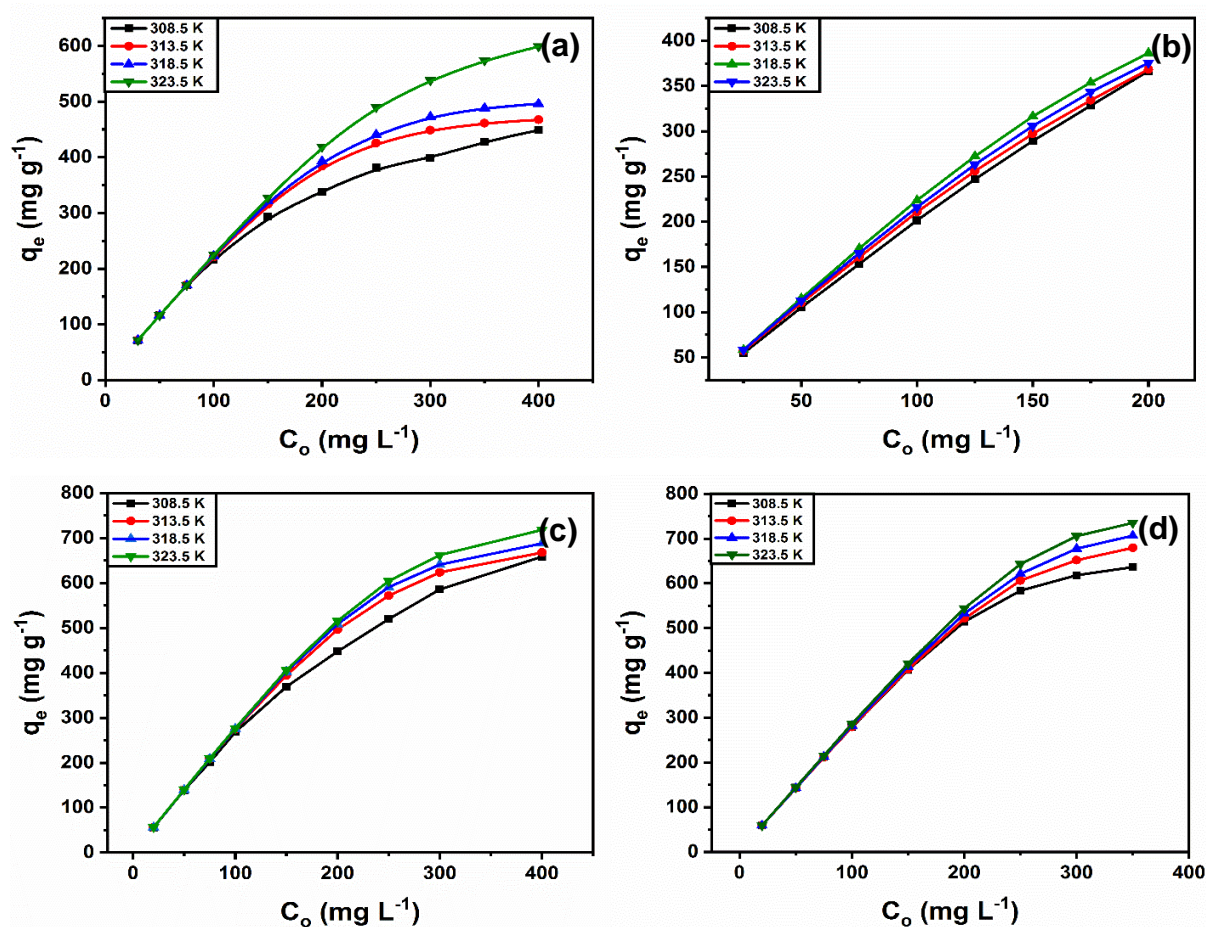 (a)
308.5 K
313.5 K
318.5 K
323.5 K
600
500
400
300
200
100
0
qe (mg g-1)
0 100 200 300 400
Co (mg L-1)
(b)
308.5 K
313.5 K
318.5 K
323.5 K
400
350
300
250
200
150
100
50
qe (mg g-1)
50 100 150 200
Co (mg L-1)
(c)
308.5 K
313.5 K
318.5 K
323.5 K
800
700
600
500
400
300
200
100
0
qe (mg g-1)
0 100 200 300 400
Co (mg L-1)
(d)
308.5 K
313.5 K
318.5 K
323.5 K
800
700
600
500
400
300
200
100
0
qe (mg g-1)
0 100 200 300 400
Co (mg L-1)